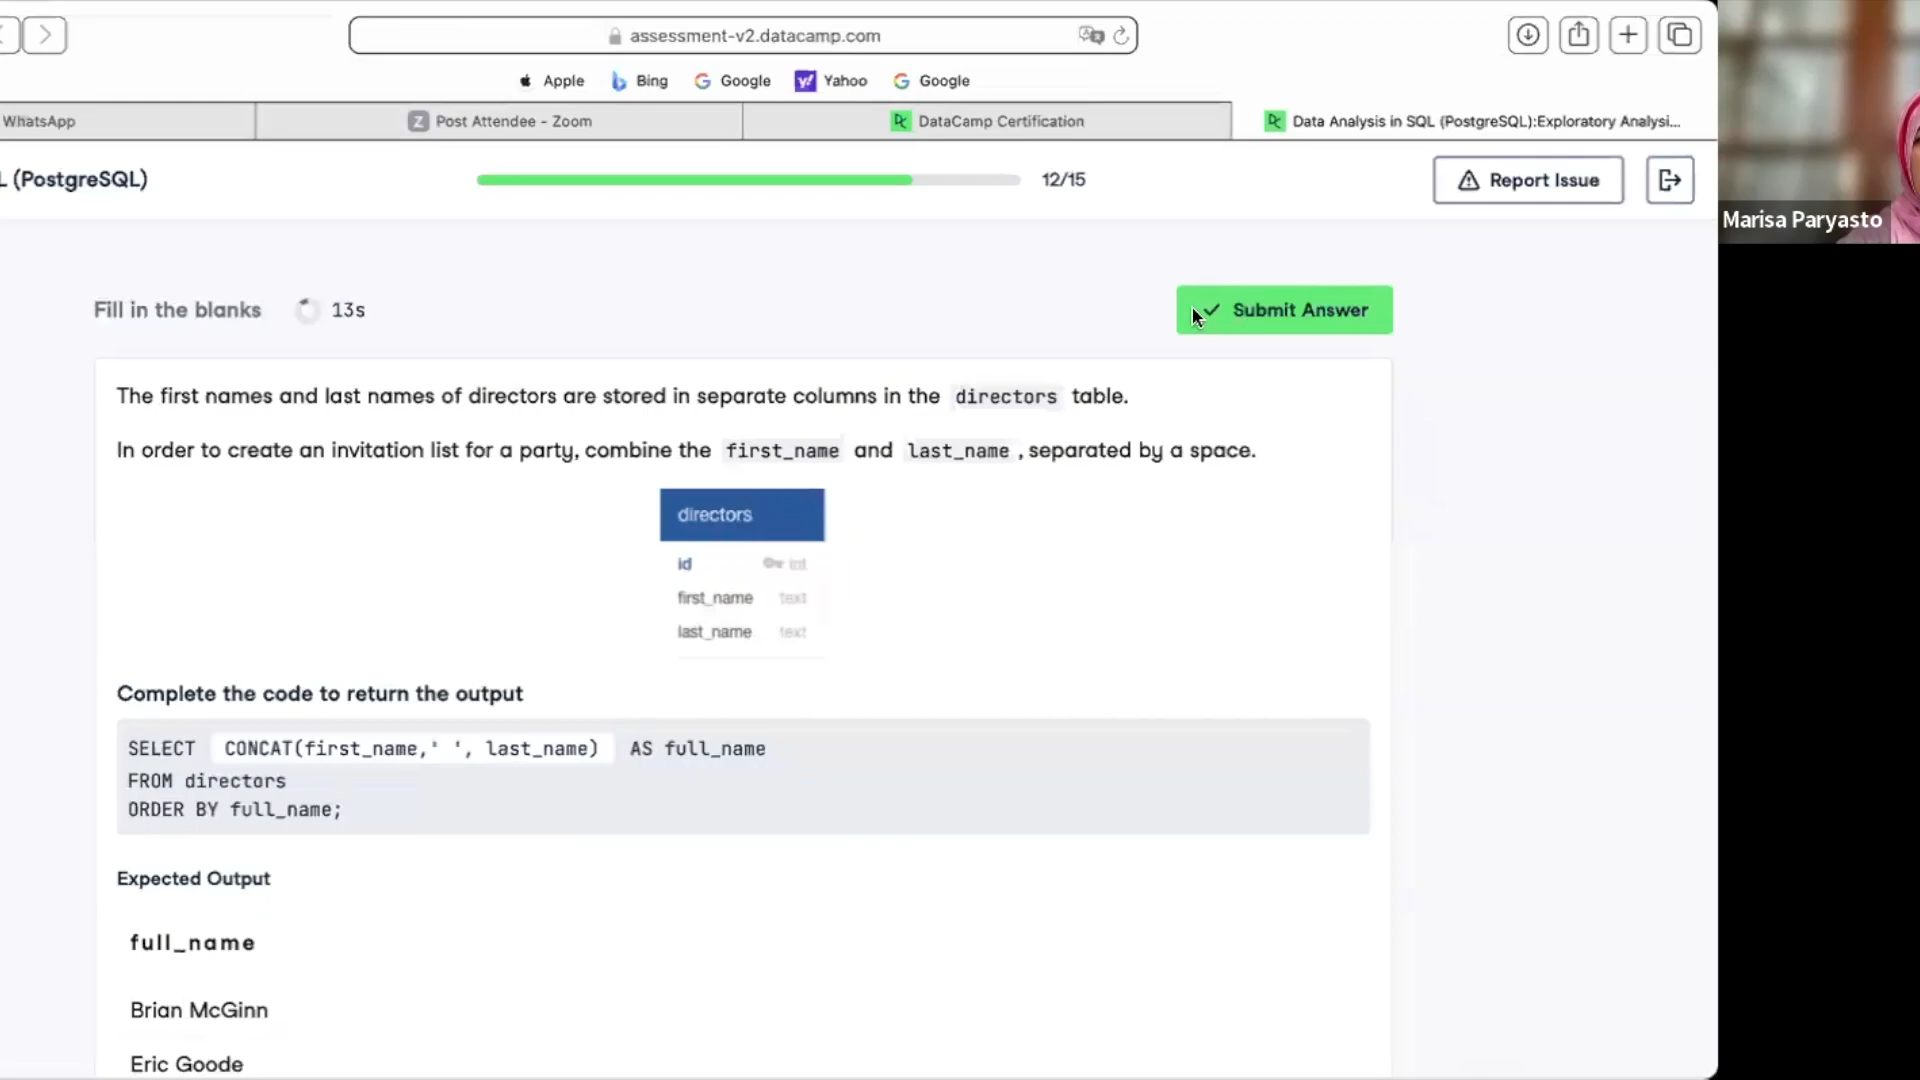 assessment-v2.datacamp.com
Apple Bing Google Yahoo Google
WhatsApp Post Attendee - Zoom DataCamp Certification Data Analysis in SQL (PostgreSQL):Exploratory Analysi...
L (PostgreSQL) 12/15 Report Issue
Marisa Paryasto
Fill in the blanks 13s Submit Answer
The first names and last names of directors are stored in separate columns in the directors table.
In order to create an invitation list for a party, combine the first_name and last_name , separated by a space.
directors
id int
first_name text
last_name text
Complete the code to return the output
SELECT CONCAT(first_name,' ', last_name) AS full_name
FROM directors
ORDER BY full_name;
Expected Output
full_name
Brian McGinn
Eric Goode